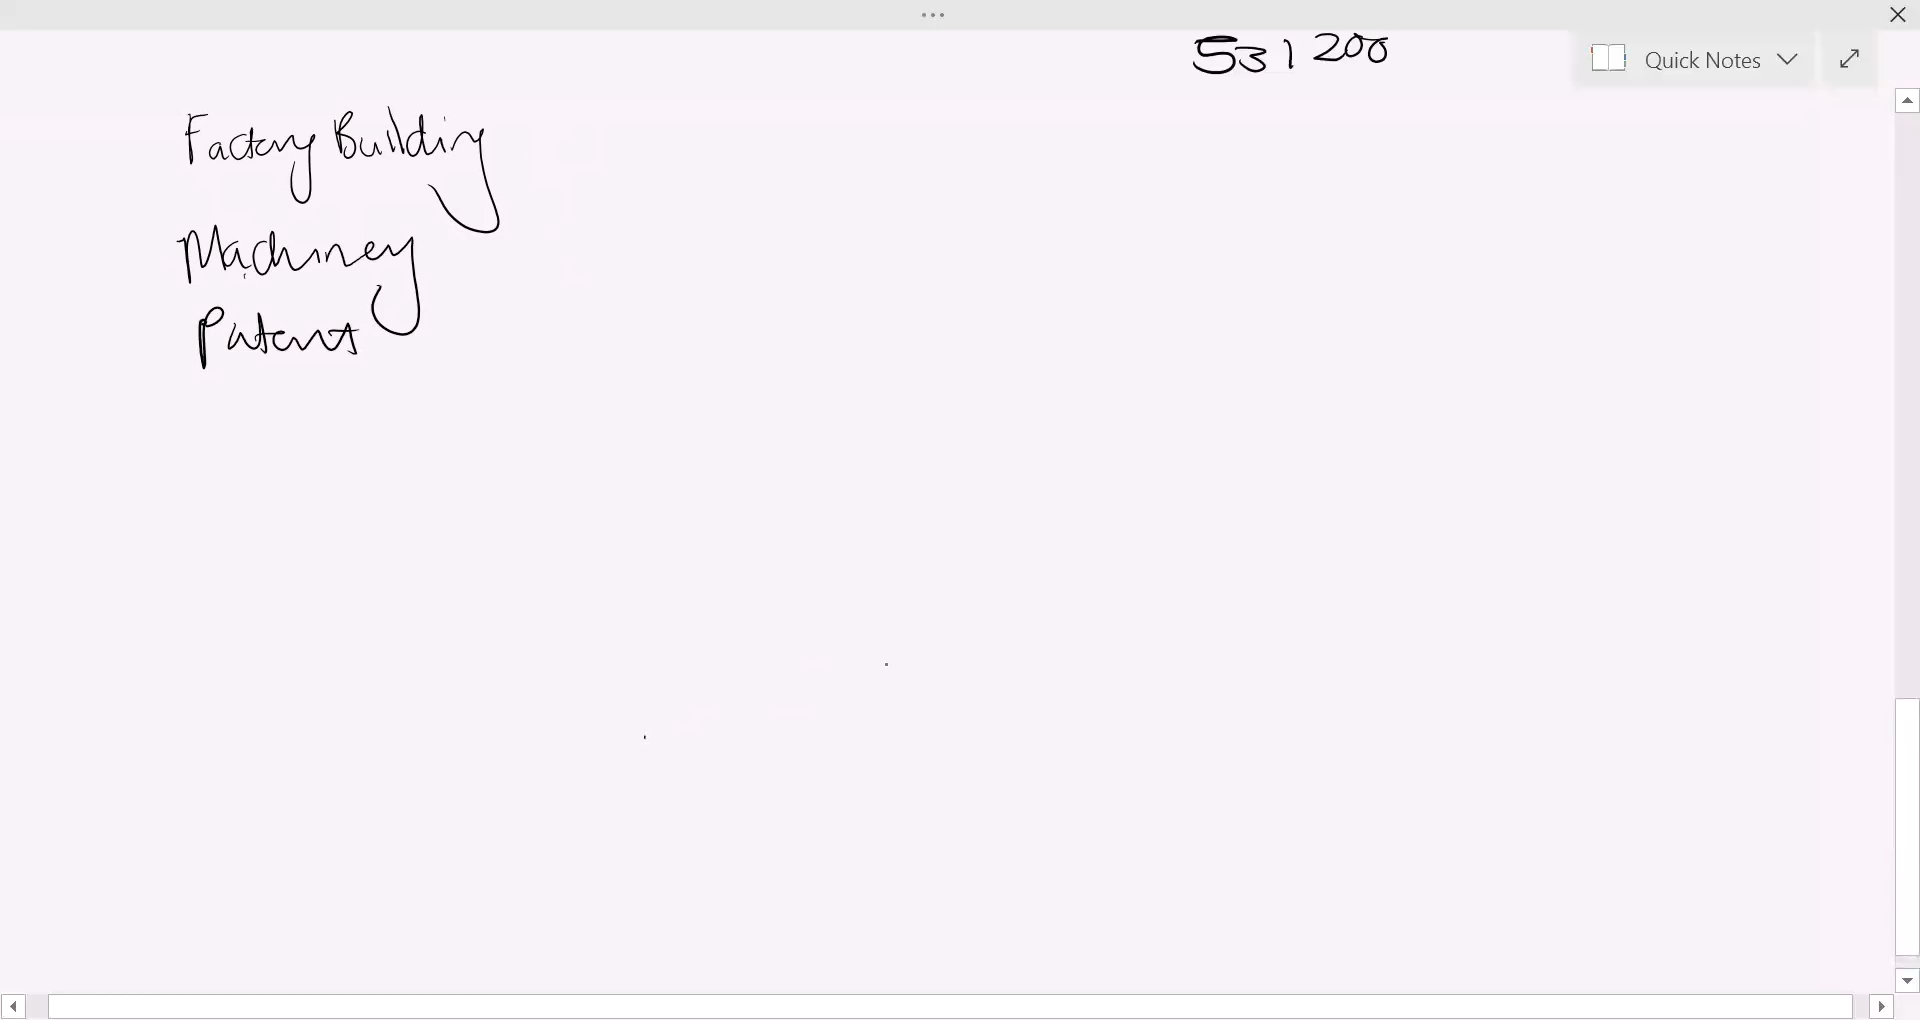 531 200
Quick Notes
Factory Building
Machinery
Patent